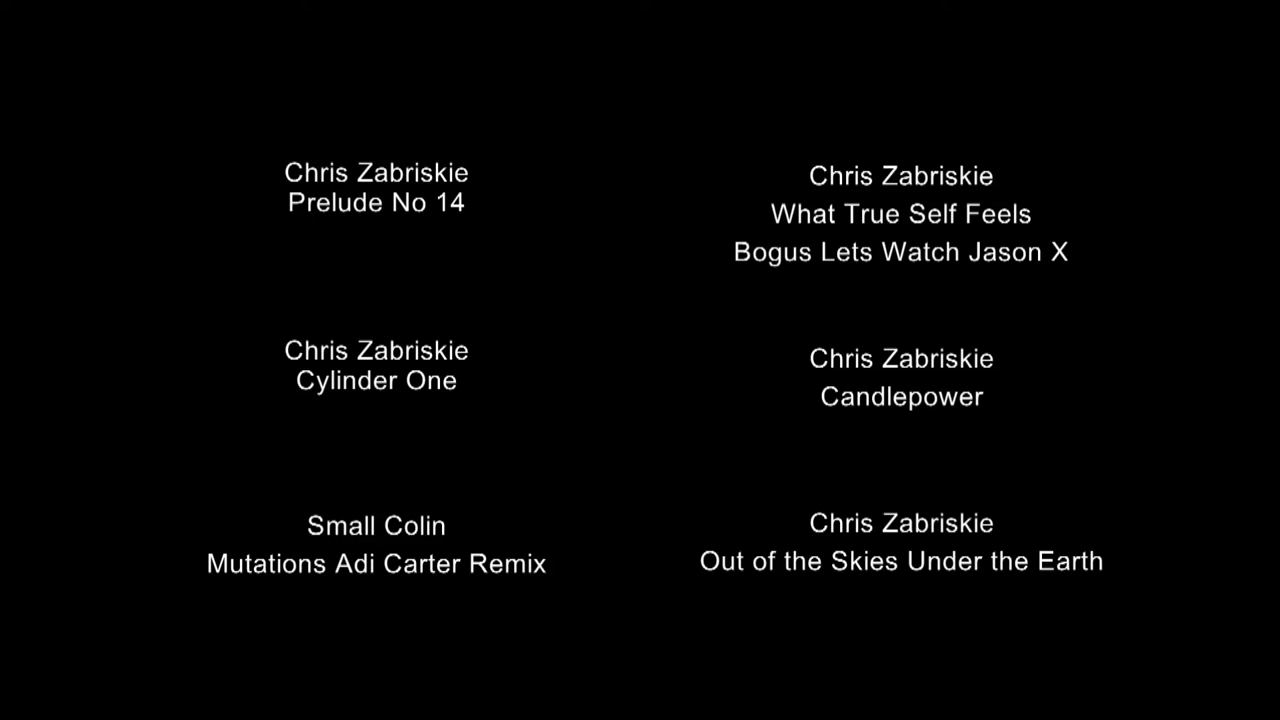 Chris Zabriskie
Prelude No 14
Chris Zabriskie
What True Self Feels
Bogus Lets Watch Jason X
Chris Zabriskie
Cylinder One
Chris Zabriskie
Candlepower
Small Colin
Mutations Adi Carter Remix
Chris Zabriskie
Out of the Skies Under the Earth